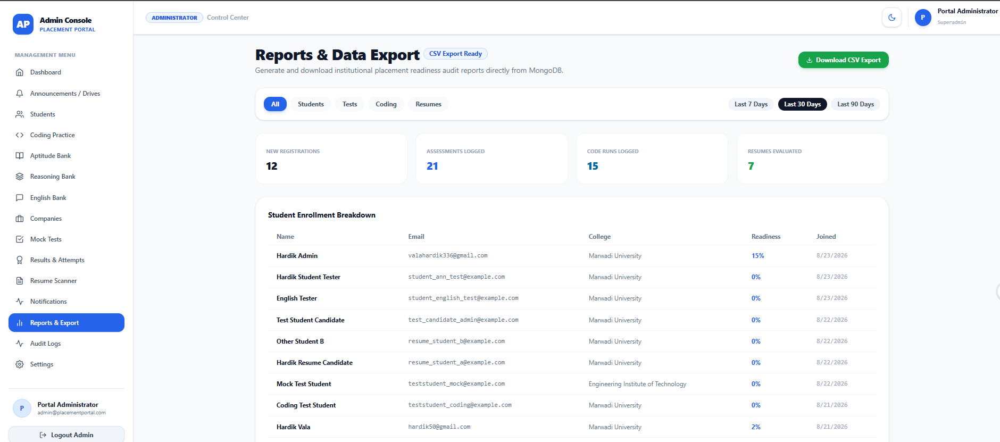 AP
Admin Console
PLACEMENT PORTAL
MANAGEMENT MENU
Dashboard
Announcements / Drives
Students
Coding Practice
Aptitude Bank
Reasoning Bank
English Bank
Companies
Mock Tests
Results & Attempts
Resume Scanner
Notifications
Reports & Export
Audit Logs
Settings
P
Portal Administrator
admin@placementportal.com
Logout Admin
ADMINISTRATOR Control Center
P
Portal Administrator
Superadmin
Reports & Data Export CSV Export Ready
Generate and download institutional placement readiness audit reports directly from MongoDB.
Download CSV Export
All Students Tests Coding Resumes
Last 7 Days Last 30 Days Last 90 Days
NEW REGISTRATIONS
12
ASSESSMENTS LOGGED
21
CODE RUNS LOGGED
15
RESUMES EVALUATED
7
Student Enrollment Breakdown
Name Email College Readiness Joined
Hardik Admin valahardik336@gmail.com Marwadi University 15% 8/23/2026
Hardik Student Tester student_ann_test@example.com Marwadi University 0% 8/23/2026
English Tester student_english_test@example.com Marwadi University 0% 8/23/2026
Test Student Candidate test_candidate_admin@example.com Marwadi University 0% 8/22/2026
Other Student B resume_student_b@example.com Marwadi University 0% 8/22/2026
Hardik Resume Candidate resume_student_a@example.com Marwadi University 0% 8/22/2026
Mock Test Student teststudent_mock@example.com Engineering Institute of Technology 0% 8/22/2026
Coding Test Student teststudent_coding@example.com Marwadi University 0% 8/21/2026
Hardik Vala hardik50@gmail.com Marwadi University 2% 8/21/2026